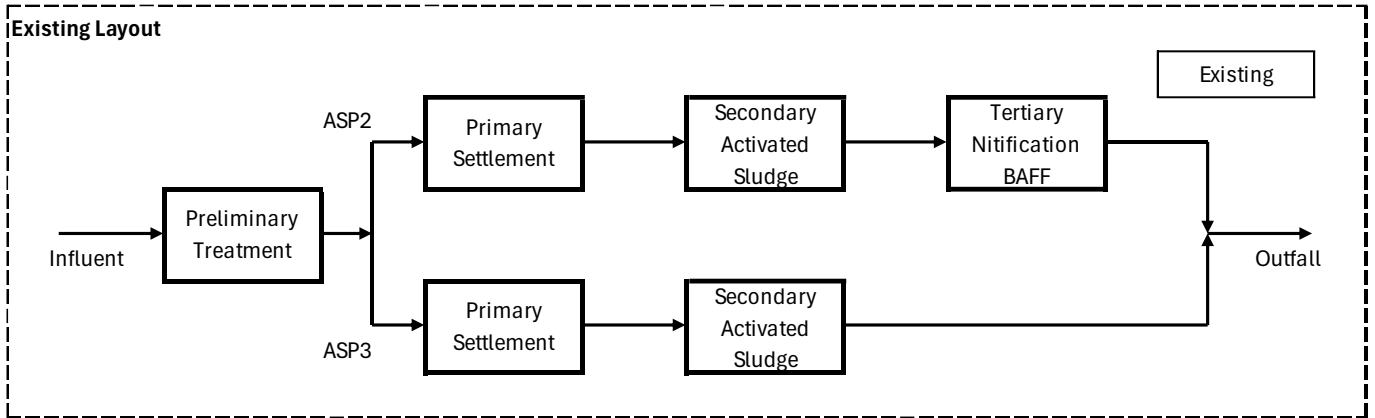 Existing Layout
Existing
ASP2
Primary
Settlement
Secondary
Activated
Sludge
Tertiary
Nitification
BAFF
Preliminary
Treatment
Influent
Outfall
Primary
Settlement
Secondary
Activated
Sludge
ASP3